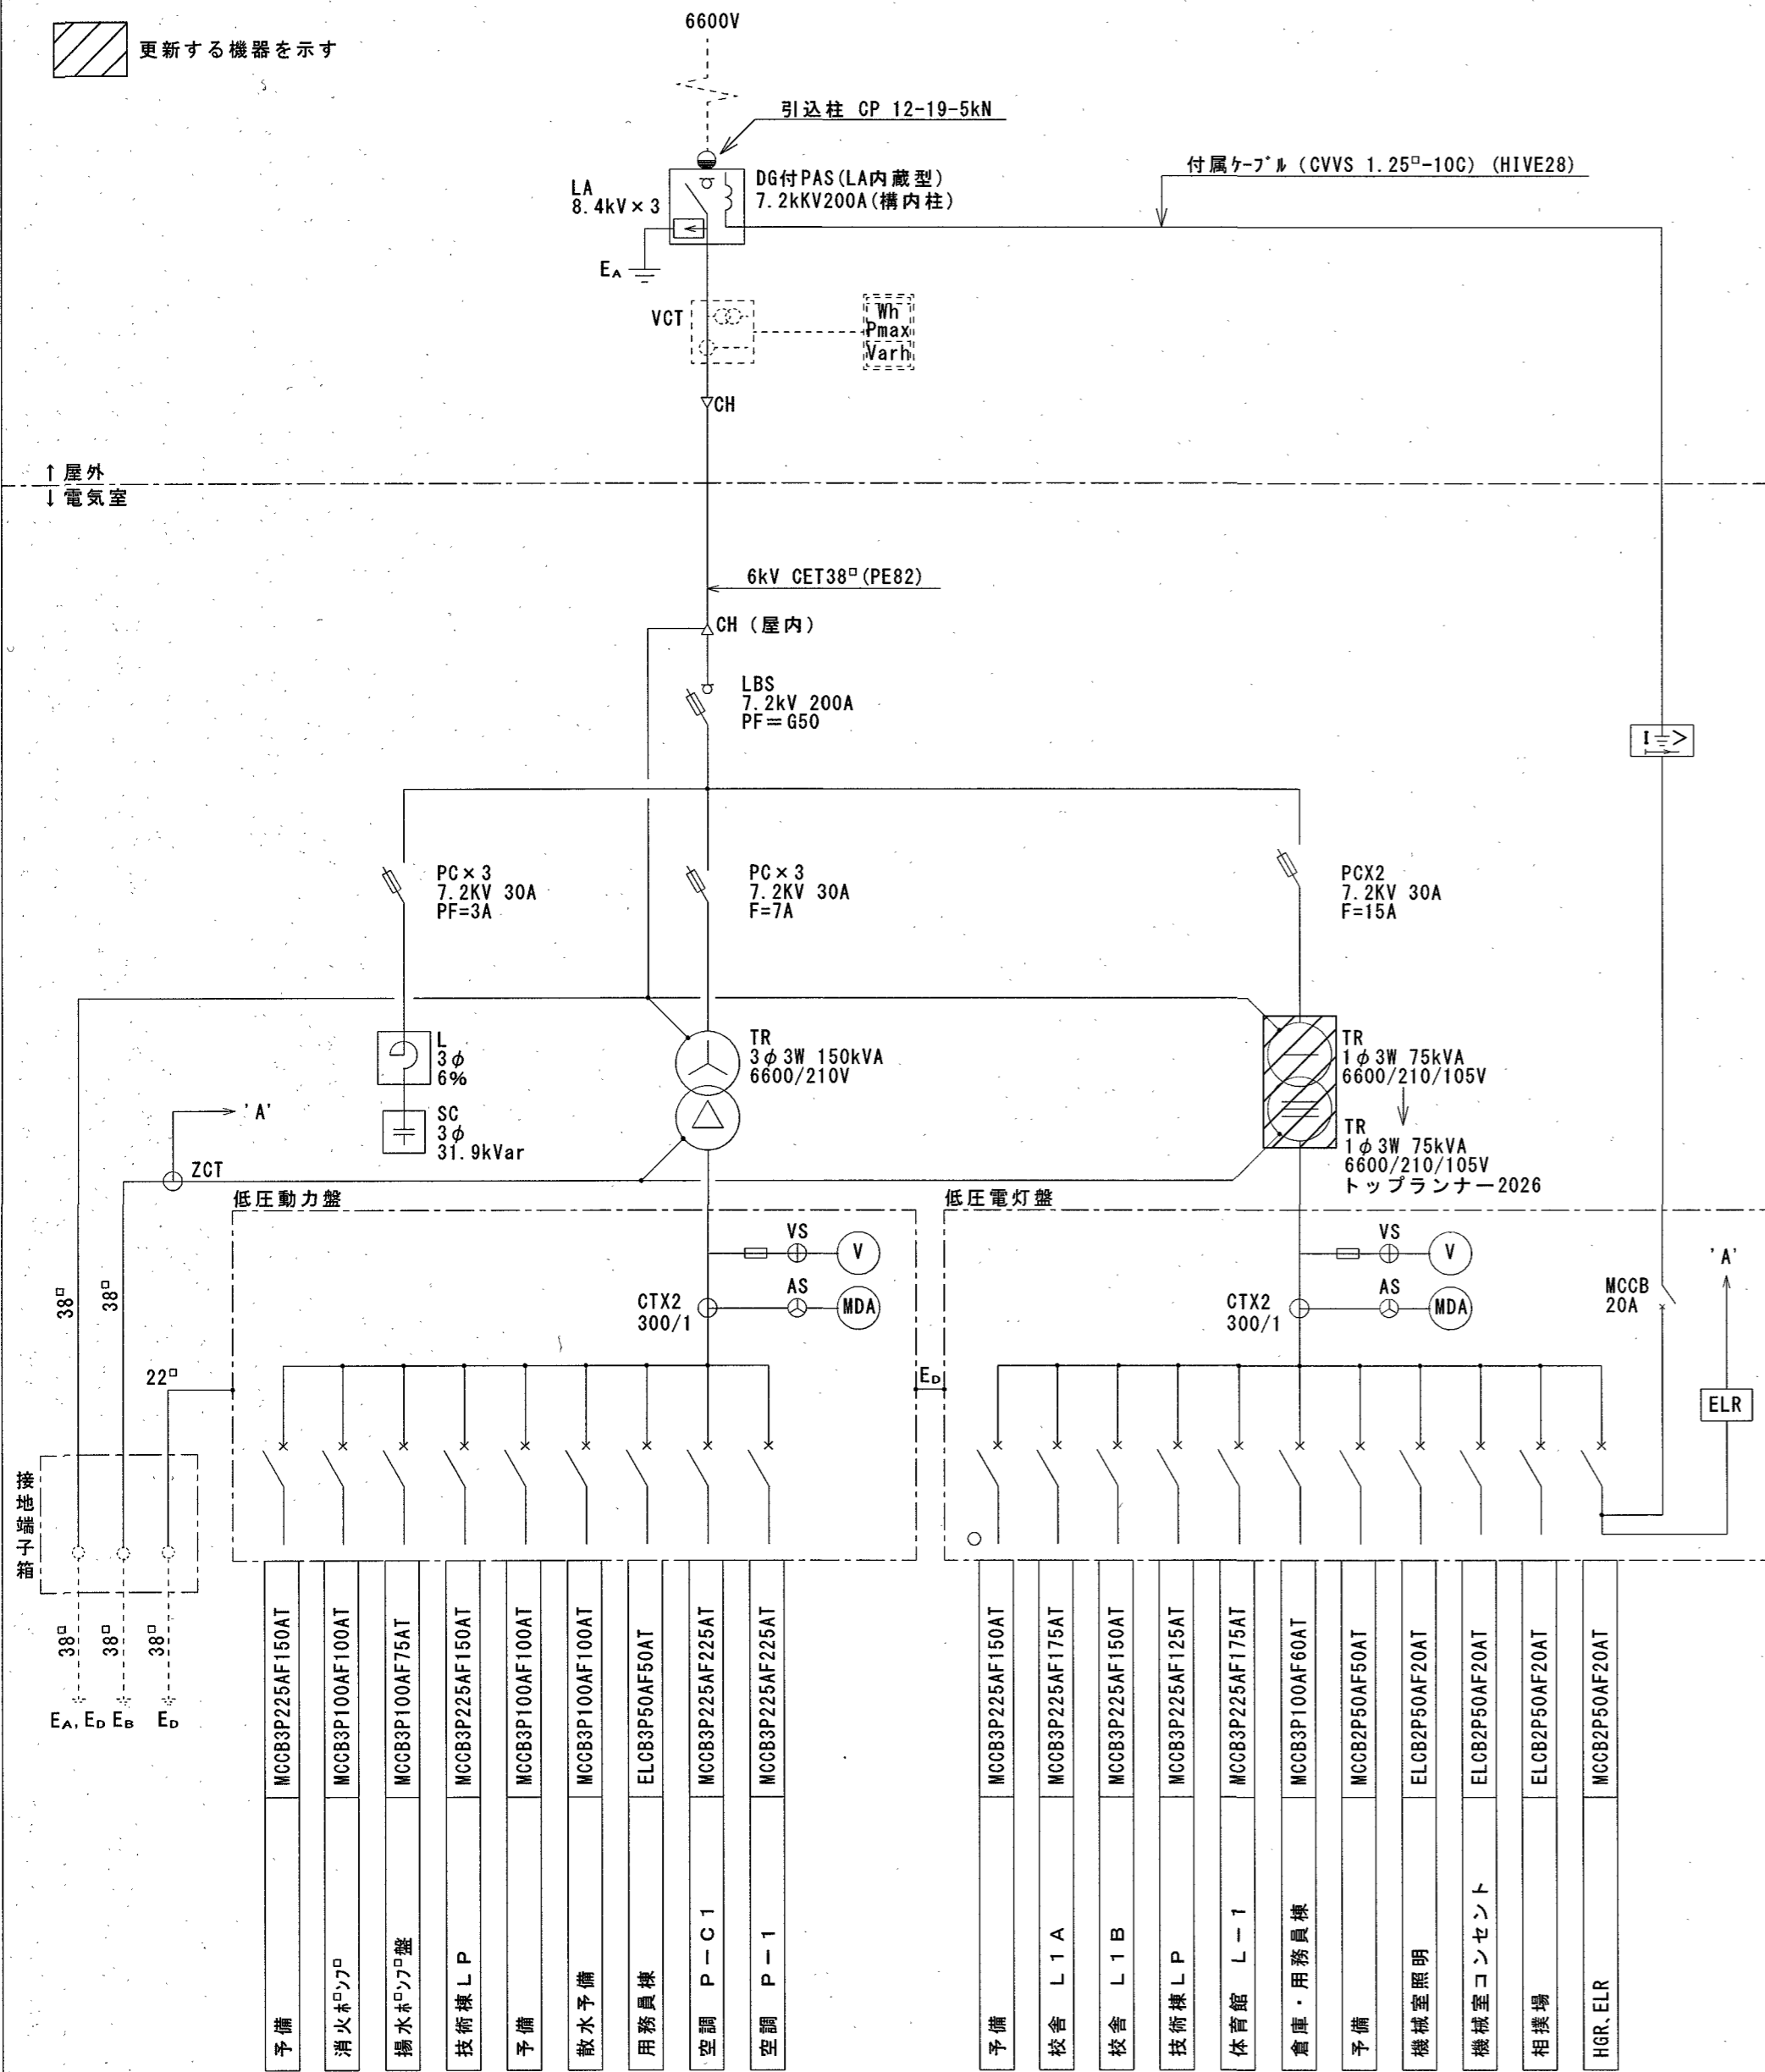 更新する機器を示す
6600V
引込柱 CP 12-19-5kN
付属ｹｰﾌﾞﾙ (CVVS 1.25□-10C) (HIVE28)
LA
8.4kV×3
DG付PAS(LA内蔵型)
7.2kKV200A(構内柱)
EA
VCT
Wh
Pmax
Varh
CH
↑屋外
↓電気室
6kV CET38□(PE82)
CH (屋内)
LBS
7.2kV 200A
PF=G50
I >
PC×3
7.2KV 30A
PF=3A
PC×3
7.2KV 30A
F=7A
PCX2
7.2KV 30A
F=15A
L
3φ
6%
SC
3φ
31.9kVar
TR
3φ3W 150kVA
6600/210V
TR
1φ3W 75kVA
6600/210/105V
↓
TR
1φ3W 75kVA
6600/210/105V
トップランナー2026
'A'
ZCT
低圧動力盤
低圧電灯盤
VS
V
AS
MDA
CTX2
300/1
VS
V
AS
MDA
CTX2
300/1
MCCB
20A
'A'
ELR
38□
38□
22□
ED
接地端子箱
38□
38□
38□
EA, ED
EB
ED
MCCB3P225AF150AT
予備
MCCB3P100AF100AT
消火ﾎﾟﾝﾌﾟ
MCCB3P100AF75AT
揚水ﾎﾟﾝﾌﾟ盤
MCCB3P225AF150AT
技術棟LP
MCCB3P100AF100AT
予備
MCCB3P100AF100AT
散水予備
ELCB3P50AF50AT
用務員棟
MCCB3P225AF225AT
空調 P-C1
MCCB3P225AF225AT
空調 P-1
MCCB3P225AF150AT
予備
MCCB3P225AF175AT
校舎 L1A
MCCB3P225AF150AT
校舎 L1B
MCCB3P225AF125AT
技術棟LP
MCCB3P225AF175AT
体育館 L-1
MCCB3P100AF60AT
倉庫・用務員棟
MCCB2P50AF50AT
予備
ELCB2P50AF20AT
機械室照明
ELCB2P50AF20AT
機械室コンセント
ELCB2P50AF20AT
相撲場
MCCB2P50AF20AT
HGR、ELR